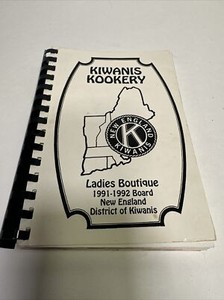 KIWANIS
KOOKERY
NEW ENGLAND
K
KIWANIS
Ladies Boutique
1991-1992 Board
New England
District of Kiwanis